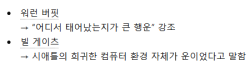 • 워런 버핏
→ "어디서 태어났는지가 큰 행운" 강조
• 빌 게이츠
→ 시애틀의 희귀한 컴퓨터 환경 자체가 운이었다고 말함